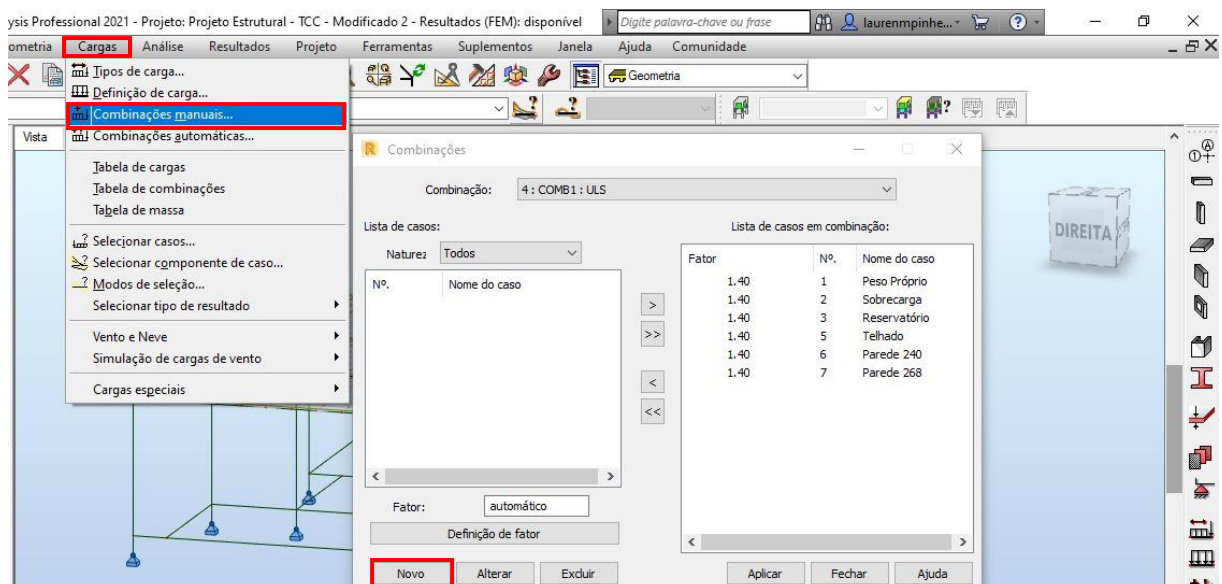 ysis Professional 2021 - Projeto: Projeto Estrutural - TCC - Modificado 2 - Resultados (FEM): disponível
Digite palavra-chave ou frase
laurenmpinhe...
ometria Cargas Análise Resultados Projeto Ferramentas Suplementos Janela Ajuda Comunidade
Geometria
Tipos de carga...
Definição de carga...
Combinações manuais...
Combinações automáticas...
Tabela de cargas
Tabela de combinações
Tabela de massa
Selecionar casos...
Selecionar componente de caso...
Modos de seleção...
Selecionar tipo de resultado
Vento e Neve
Simulação de cargas de vento
Cargas especiais
Vista
R Combinações
Combinação: 4 : COMB1 : ULS
Lista de casos:
Naturez Todos
Nº. Nome do caso
>
>>
<
<<
Fator: automático
Definição de fator
Novo Alterar Excluir
Lista de casos em combinação:
Fator Nº. Nome do caso
1.40 1 Peso Próprio
1.40 2 Sobrecarga
1.40 3 Reservatório
1.40 5 Telhado
1.40 6 Parede 240
1.40 7 Parede 268
Aplicar Fechar Ajuda
DIREITA